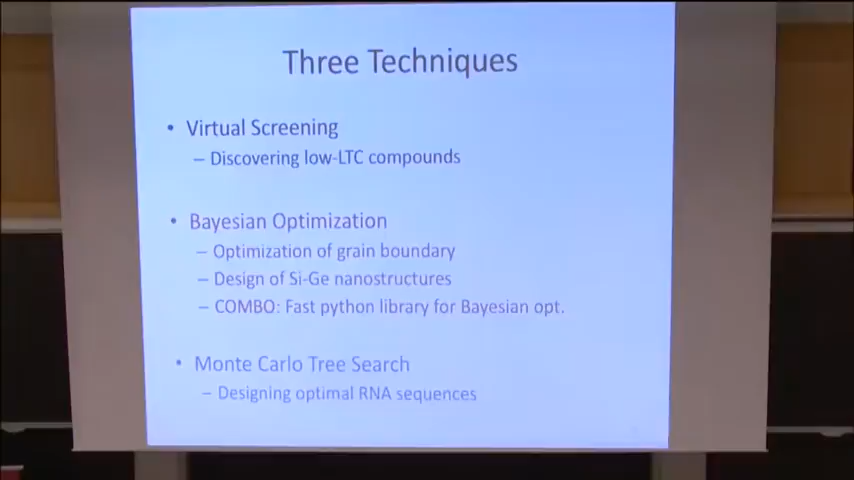 Three Techniques
• Virtual Screening
– Discovering low-LTC compounds
• Bayesian Optimization
– Optimization of grain boundary
– Design of Si-Ge nanostructures
– COMBO: Fast python library for Bayesian opt.
• Monte Carlo Tree Search
– Designing optimal RNA sequences